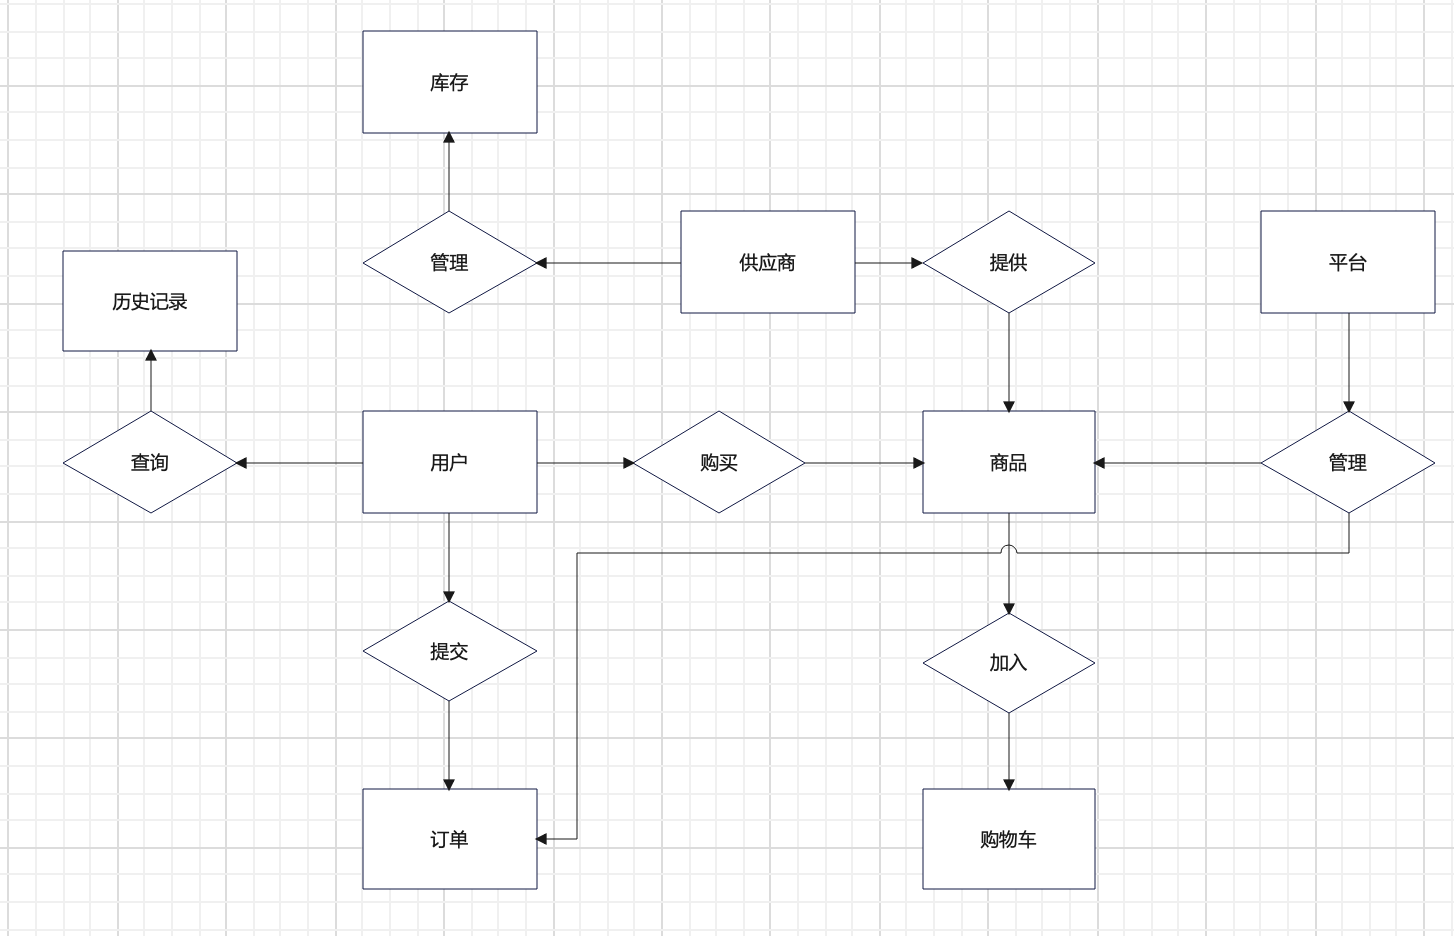 库存
管理
供应商
提供
平台
历史记录
查询
用户
购买
商品
管理
提交
加入
订单
购物车